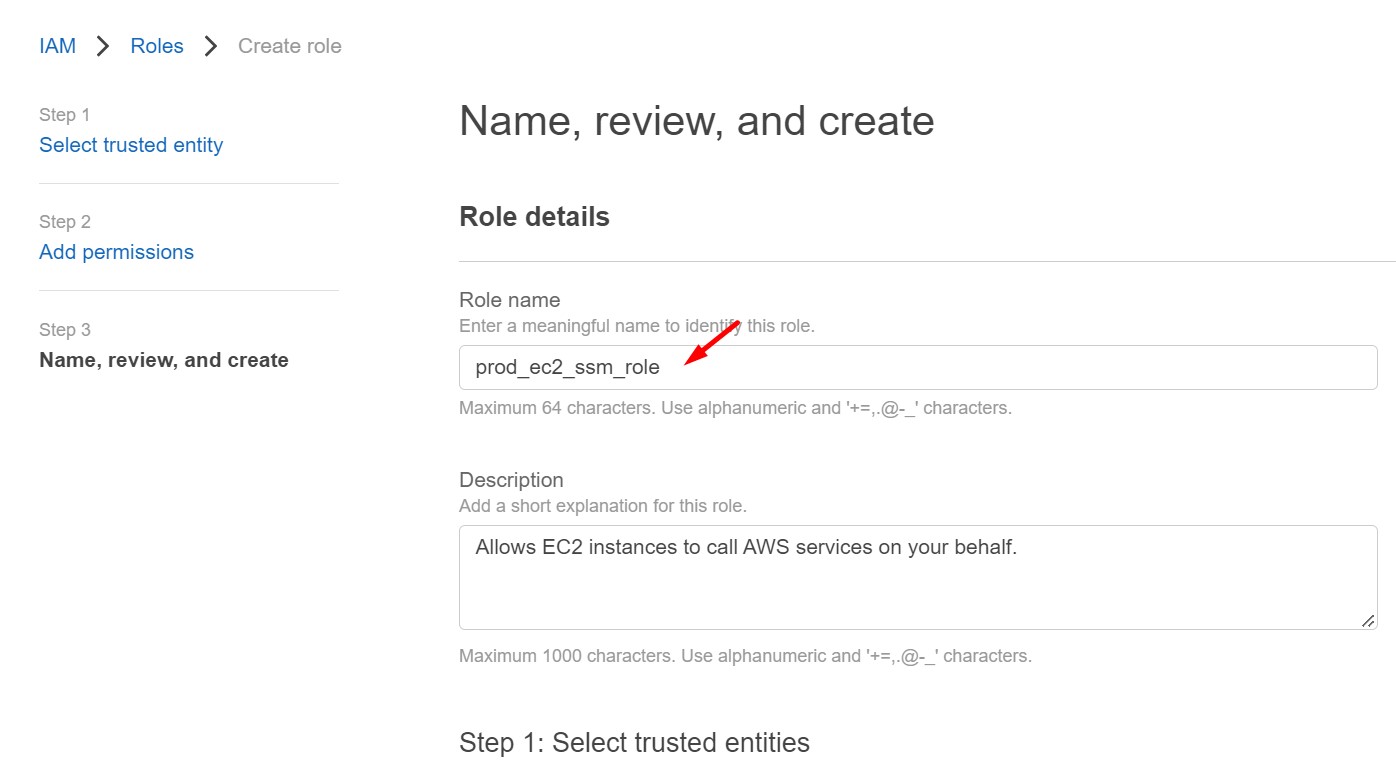 IAM > Roles > Create role
Step 1
Select trusted entity
Step 2
Add permissions
Step 3
Name, review, and create
Name, review, and create
Role details
Role name
Enter a meaningful name to identify this role.
prod_ec2_ssm_role
Maximum 64 characters. Use alphanumeric and '+=,.@-_' characters.
Description
Add a short explanation for this role.
Allows EC2 instances to call AWS services on your behalf.
Maximum 1000 characters. Use alphanumeric and '+=,.@-_' characters.
Step 1: Select trusted entities